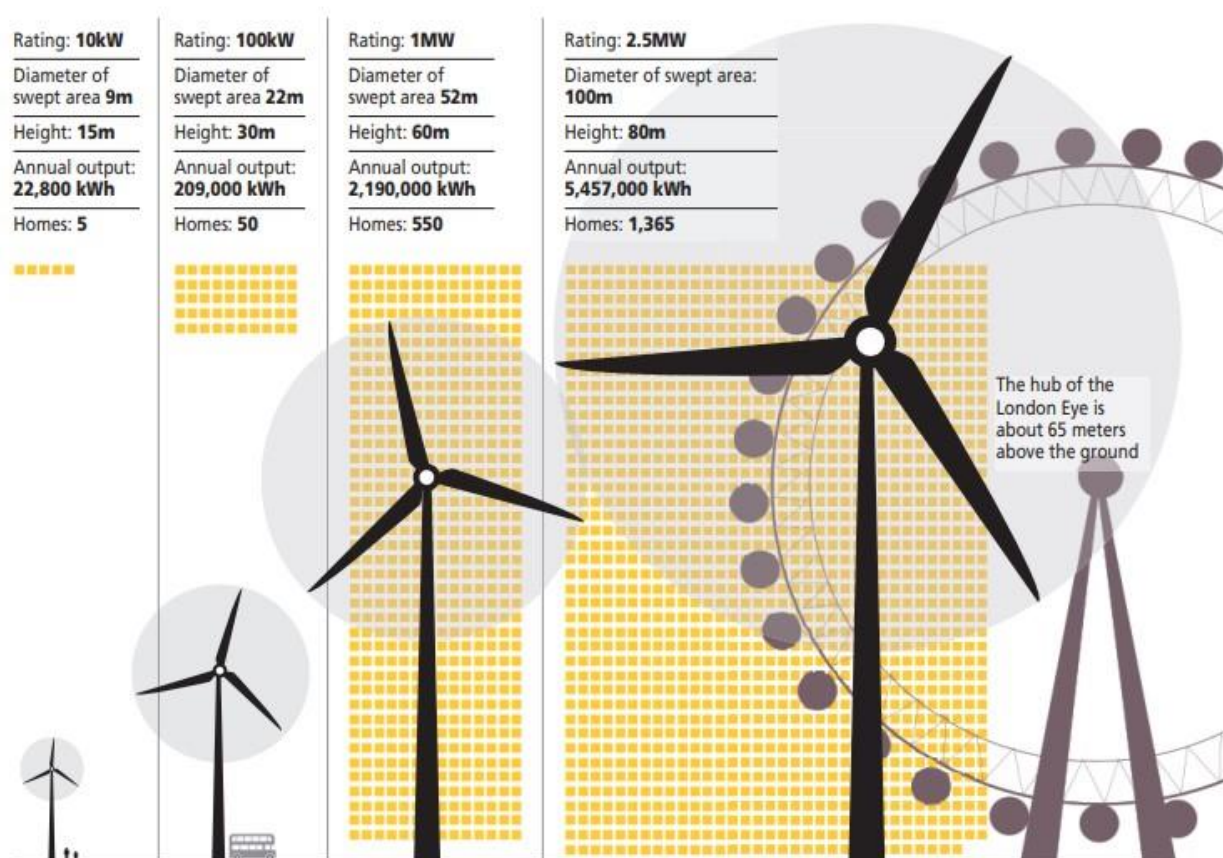 Rating: 10kW
Diameter of
swept area 9m
Height: 15m
Annual output:
22,800 kWh
Homes: 5
Rating: 100kW
Diameter of
swept area 22m
Height: 30m
Annual output:
209,000 kWh
Homes: 50
Rating: 1MW
Diameter of
swept area 52m
Height: 60m
Annual output:
2,190,000 kWh
Homes: 550
Rating: 2.5MW
Diameter of swept area:
100m
Height: 80m
Annual output:
5,457,000 kWh
Homes: 1,365
The hub of the
London Eye is
about 65 meters
above the ground